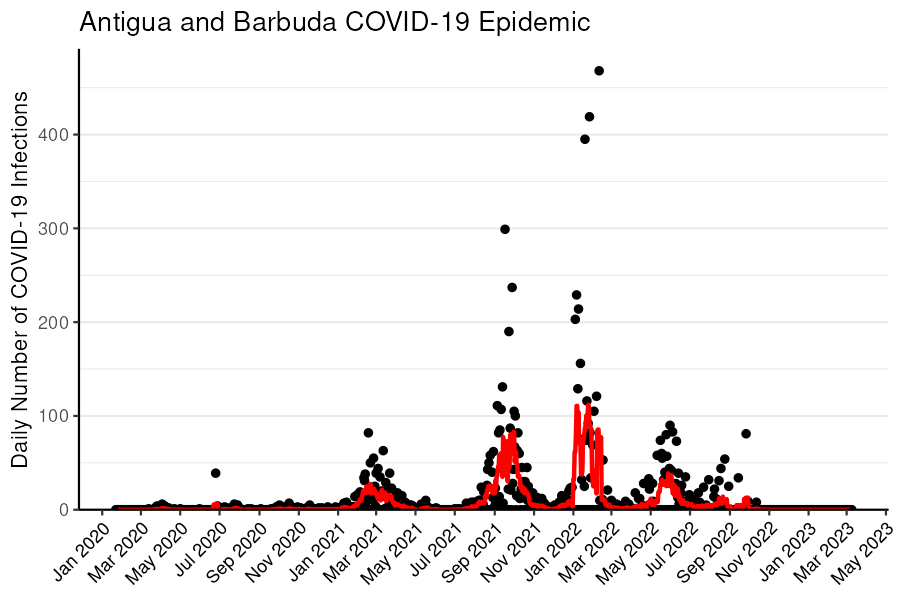 Antigua and Barbuda COVID-19 Epidemic
Daily Number of COVID-19 Infections
400
300
200
100
0
Jan 2020
Mar 2020
May 2020
Jul 2020
Sep 2020
Nov 2020
Jan 2021
Mar 2021
May 2021
Jul 2021
Sep 2021
Nov 2021
Jan 2022
Mar 2022
May 2022
Jul 2022
Sep 2022
Nov 2022
Jan 2023
Mar 2023
May 2023